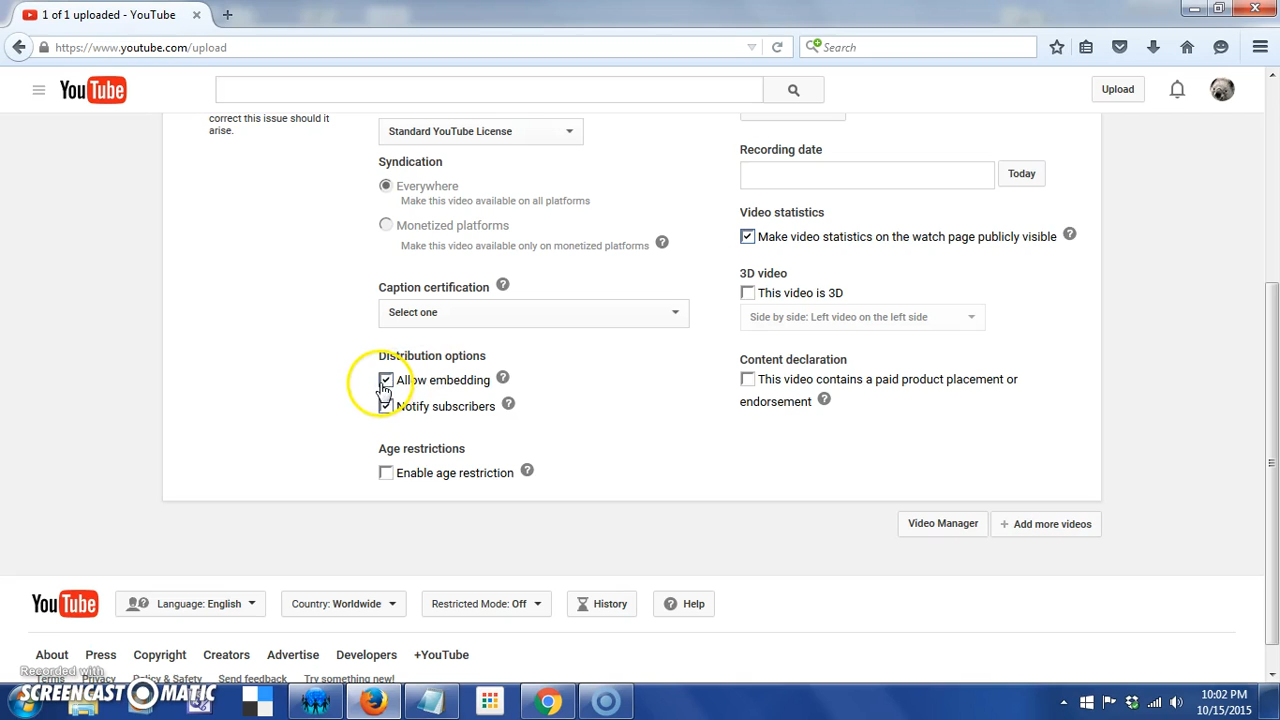 1 of 1 uploaded - YouTube
https://www.youtube.com/upload
Search
YouTube
Upload
correct this issue should it
arise.
Standard YouTube License
Syndication
Everywhere
Make this video available on all platforms
Monetized platforms
Make this video available only on monetized platforms
Caption certification
Select one
Distribution options
Allow embedding
Notify subscribers
Age restrictions
Enable age restriction
Recording date
Today
Video statistics
Make video statistics on the watch page publicly visible
3D video
This video is 3D
Side by side: Left video on the left side
Content declaration
This video contains a paid product placement or
endorsement
Video Manager
+ Add more videos
YouTube
Language: English
Country: Worldwide
Restricted Mode: Off
History
Help
About Press Copyright Creators Advertise Developers +YouTube
Terms Privacy Policy & Safety Send feedback Try something new!
Recorded with
SCREENCAST-O-MATIC
10:02 PM
10/15/2015